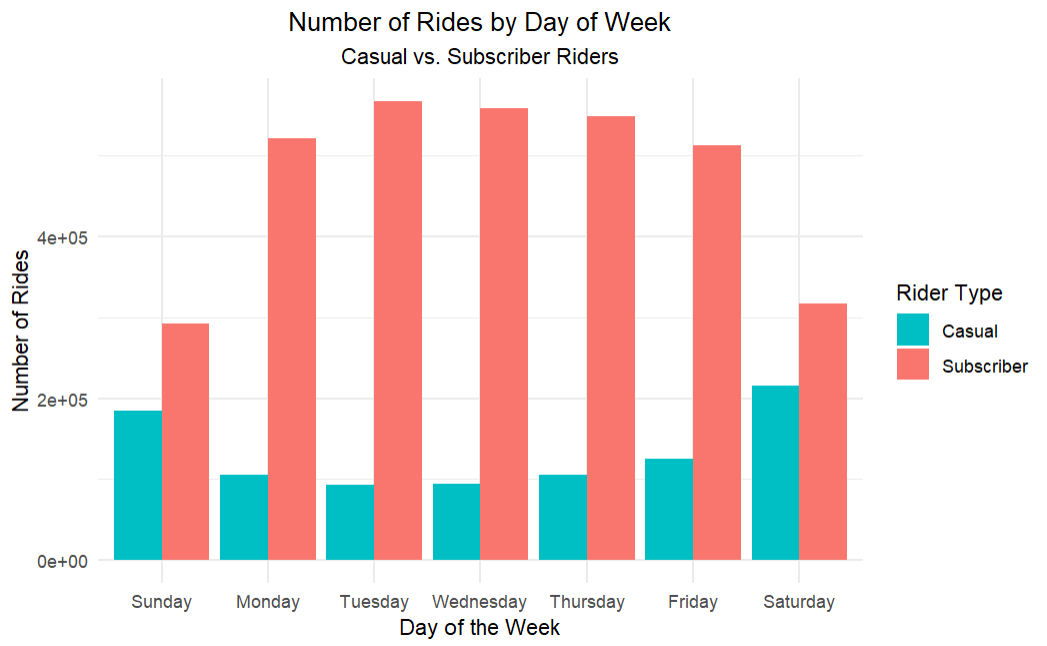 Number of Rides by Day of Week
Casual vs. Subscriber Riders
Number of Rides
4e+05
2e+05
0e+00
Sunday Monday Tuesday Wednesday Thursday Friday Saturday
Day of the Week
Rider Type
Casual
Subscriber